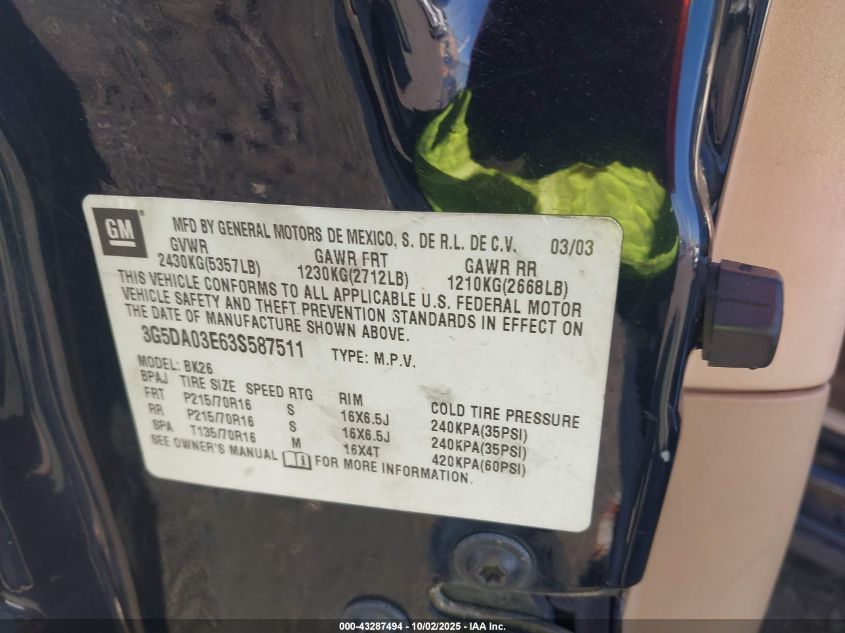 GM
MFD BY GENERAL MOTORS DE MEXICO, S. DE R.L. DE C.V. 03/03
GVWR GAWR FRT GAWR RR
2430KG(5357LB) 1230KG(2712LB) 1210KG(2668LB)
THIS VEHICLE CONFORMS TO ALL APPLICABLE U.S. FEDERAL MOTOR
VEHICLE SAFETY AND THEFT PREVENTION STANDARDS IN EFFECT ON
THE DATE OF MANUFACTURE SHOWN ABOVE.
3G5DA03E63S587511 TYPE: M.P.V.
MODEL: BK26
BPAJ TIRE SIZE SPEED RTG RIM COLD TIRE PRESSURE
FRT P215/70R16 S 16X6.5J 240KPA(35PSI)
RR P215/70R16 S 16X6.5J 240KPA(35PSI)
SPA T135/70R16 M 16X4T 420KPA(60PSI)
SEE OWNER'S MANUAL FOR MORE INFORMATION.
000-43287494 - 10/02/2025 - IAA Inc.